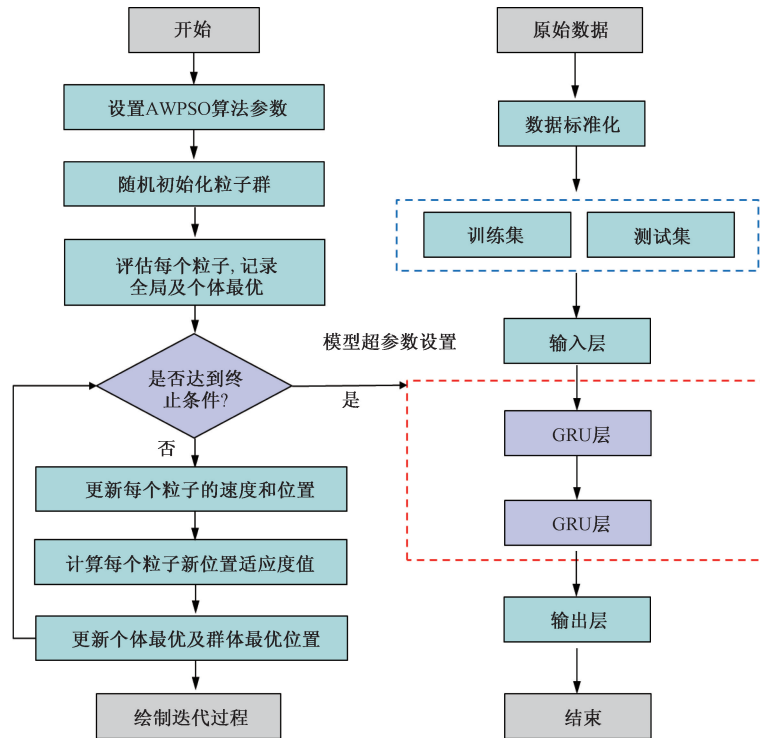 开始
设置AWPSO算法参数
随机初始化粒子群
评估每个粒子, 记录
全局及个体最优
是否达到终
止条件?
是
否
更新每个粒子的速度和位置
计算每个粒子新位置适应度值
更新个体最优及群体最优位置
绘制迭代过程
模型超参数设置
原始数据
数据标准化
训练集
测试集
输入层
GRU层
GRU层
输出层
结束